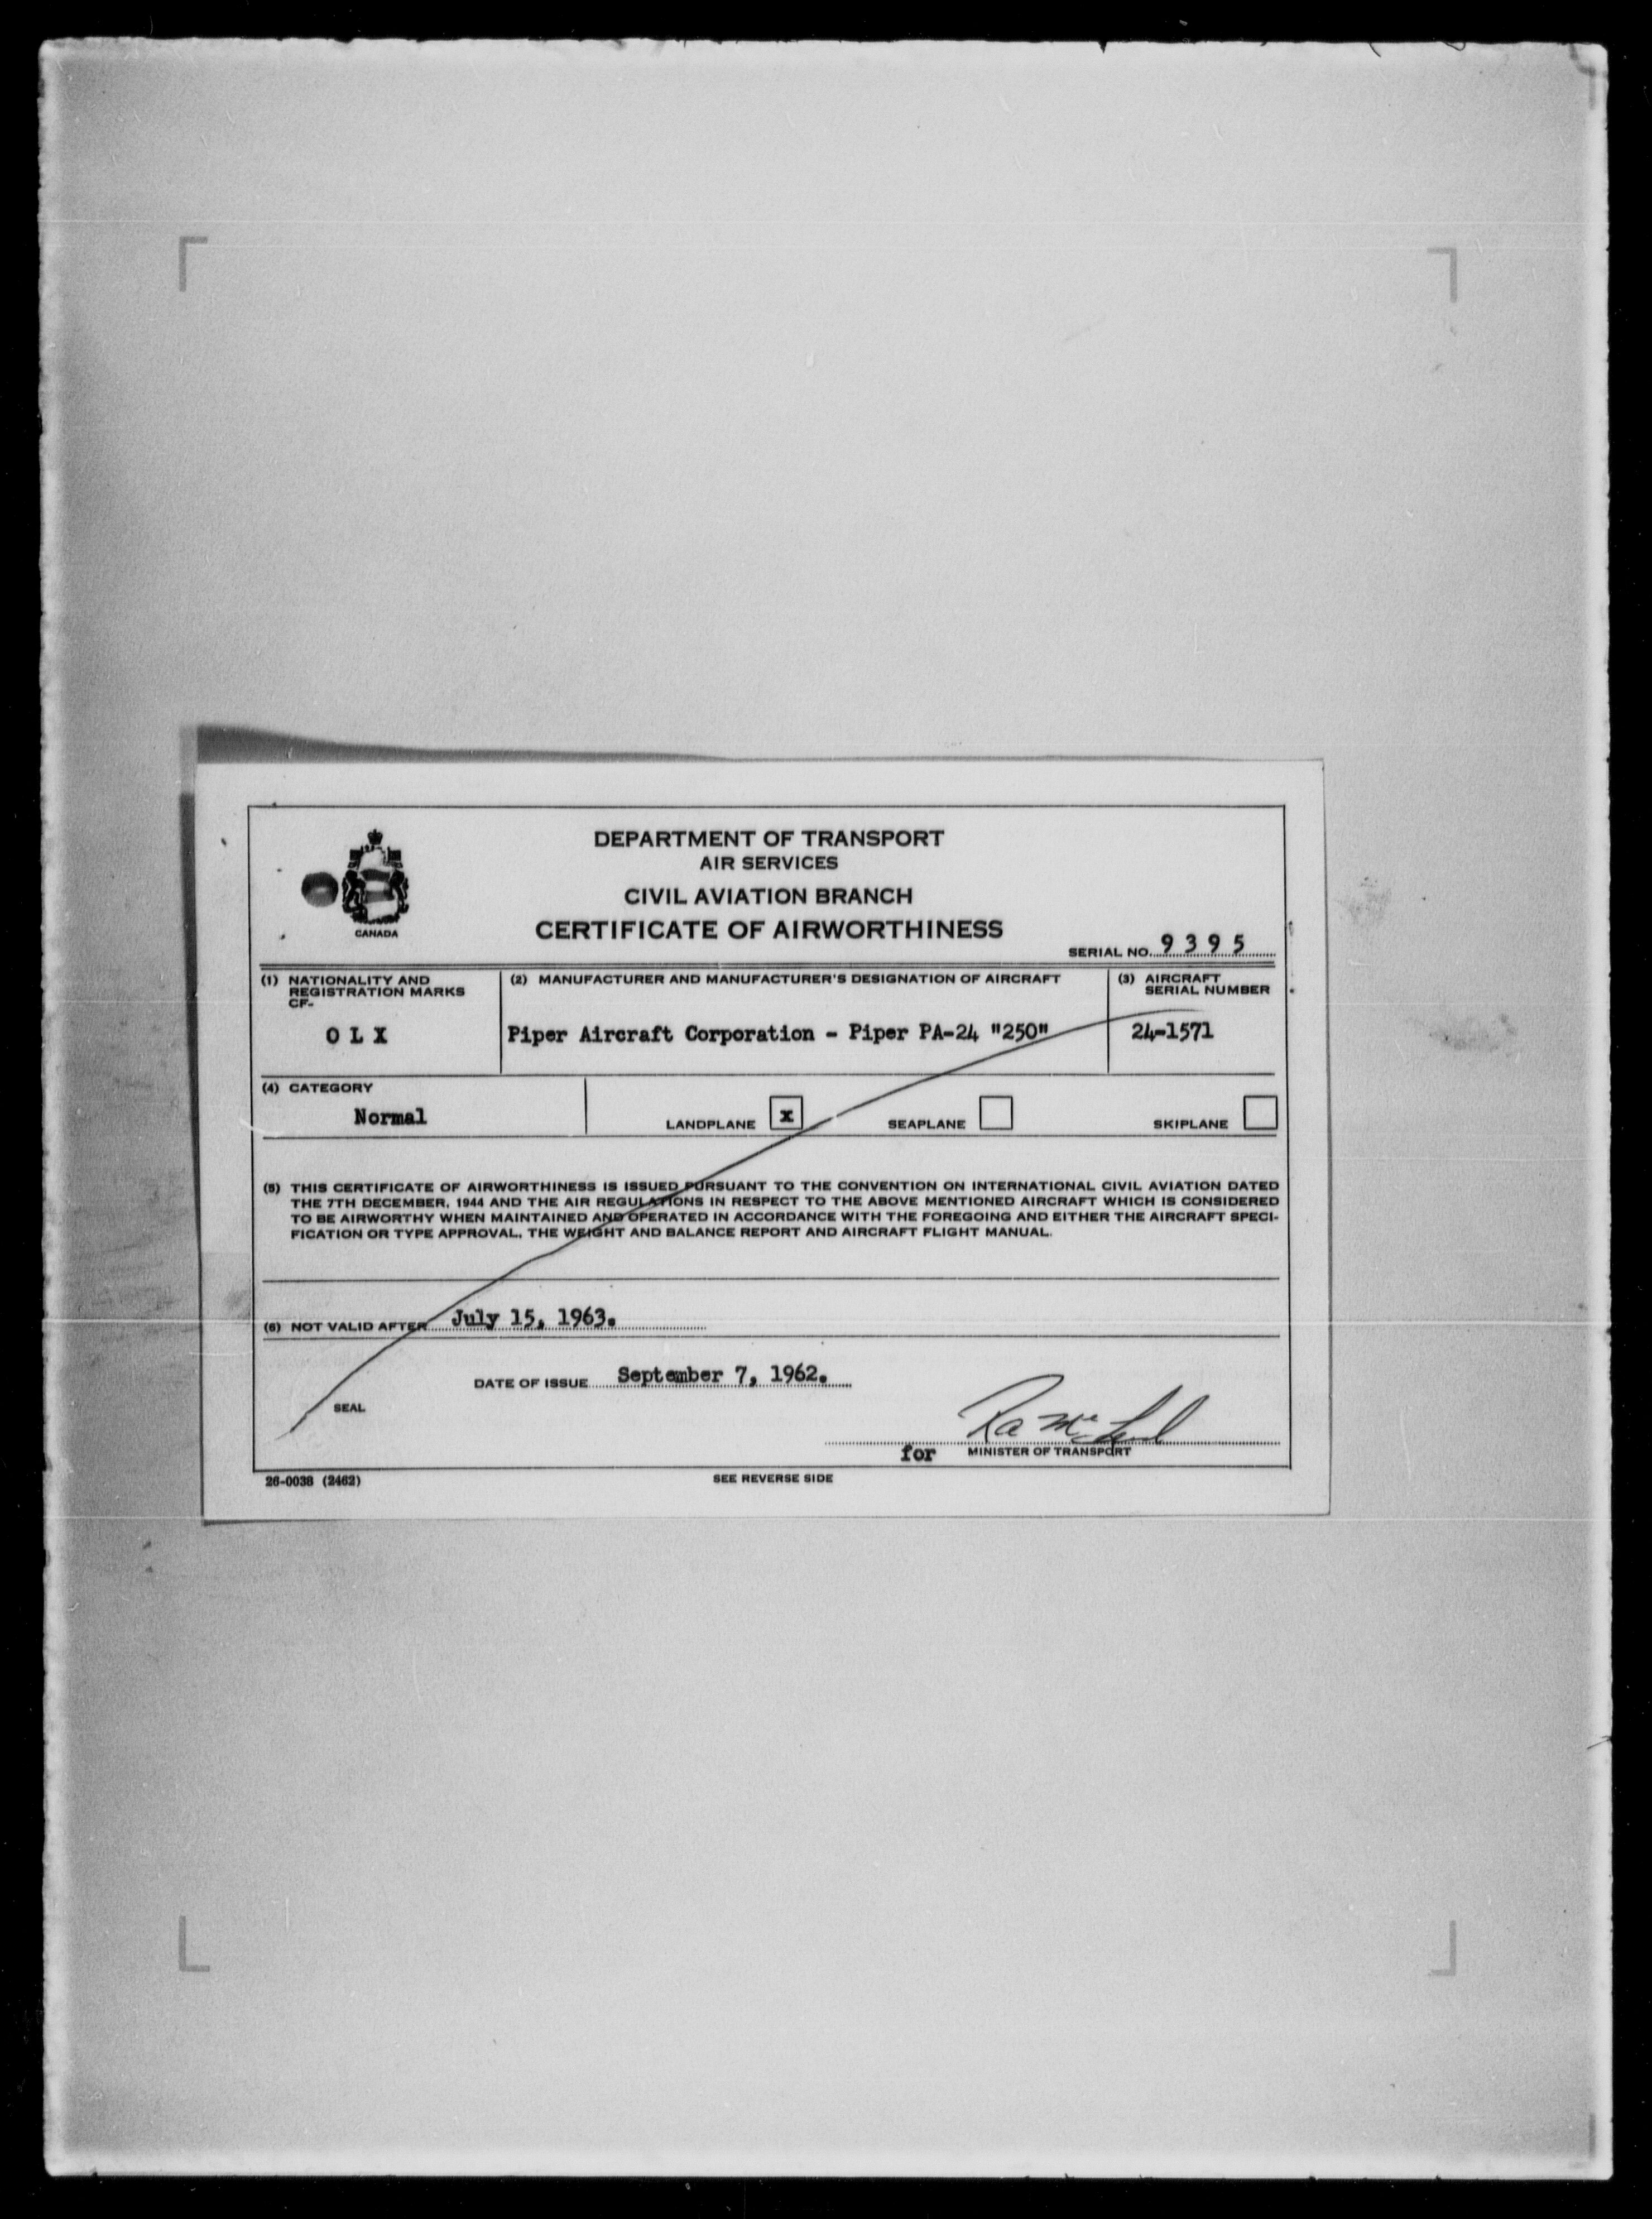 CANADA
DEPARTMENT OF TRANSPORT
AIR SERVICES
CIVIL AVIATION BRANCH
CERTIFICATE OF AIRWORTHINESS
SERIAL NO. 9395
(1) NATIONALITY AND
REGISTRATION MARKS
CF-
O L X
(2) MANUFACTURER AND MANUFACTURER'S DESIGNATION OF AIRCRAFT
Piper Aircraft Corporation - Piper PA-24 "250"
(3) AIRCRAFT
SERIAL NUMBER
24-1571
(4) CATEGORY
Normal
LANDPLANE x SEAPLANE SKIPLANE
(5) THIS CERTIFICATE OF AIRWORTHINESS IS ISSUED PURSUANT TO THE CONVENTION ON INTERNATIONAL CIVIL AVIATION DATED
THE 7TH DECEMBER, 1944 AND THE AIR REGULATIONS IN RESPECT TO THE ABOVE MENTIONED AIRCRAFT WHICH IS CONSIDERED
TO BE AIRWORTHY WHEN MAINTAINED AND OPERATED IN ACCORDANCE WITH THE FOREGOING AND EITHER THE AIRCRAFT SPECI-
FICATION OR TYPE APPROVAL, THE WEIGHT AND BALANCE REPORT AND AIRCRAFT FLIGHT MANUAL.
(6) NOT VALID AFTER July 15, 1963.
DATE OF ISSUE September 7, 1962.
SEAL
for MINISTER OF TRANSPORT
26-0038 (2462)
SEE REVERSE SIDE